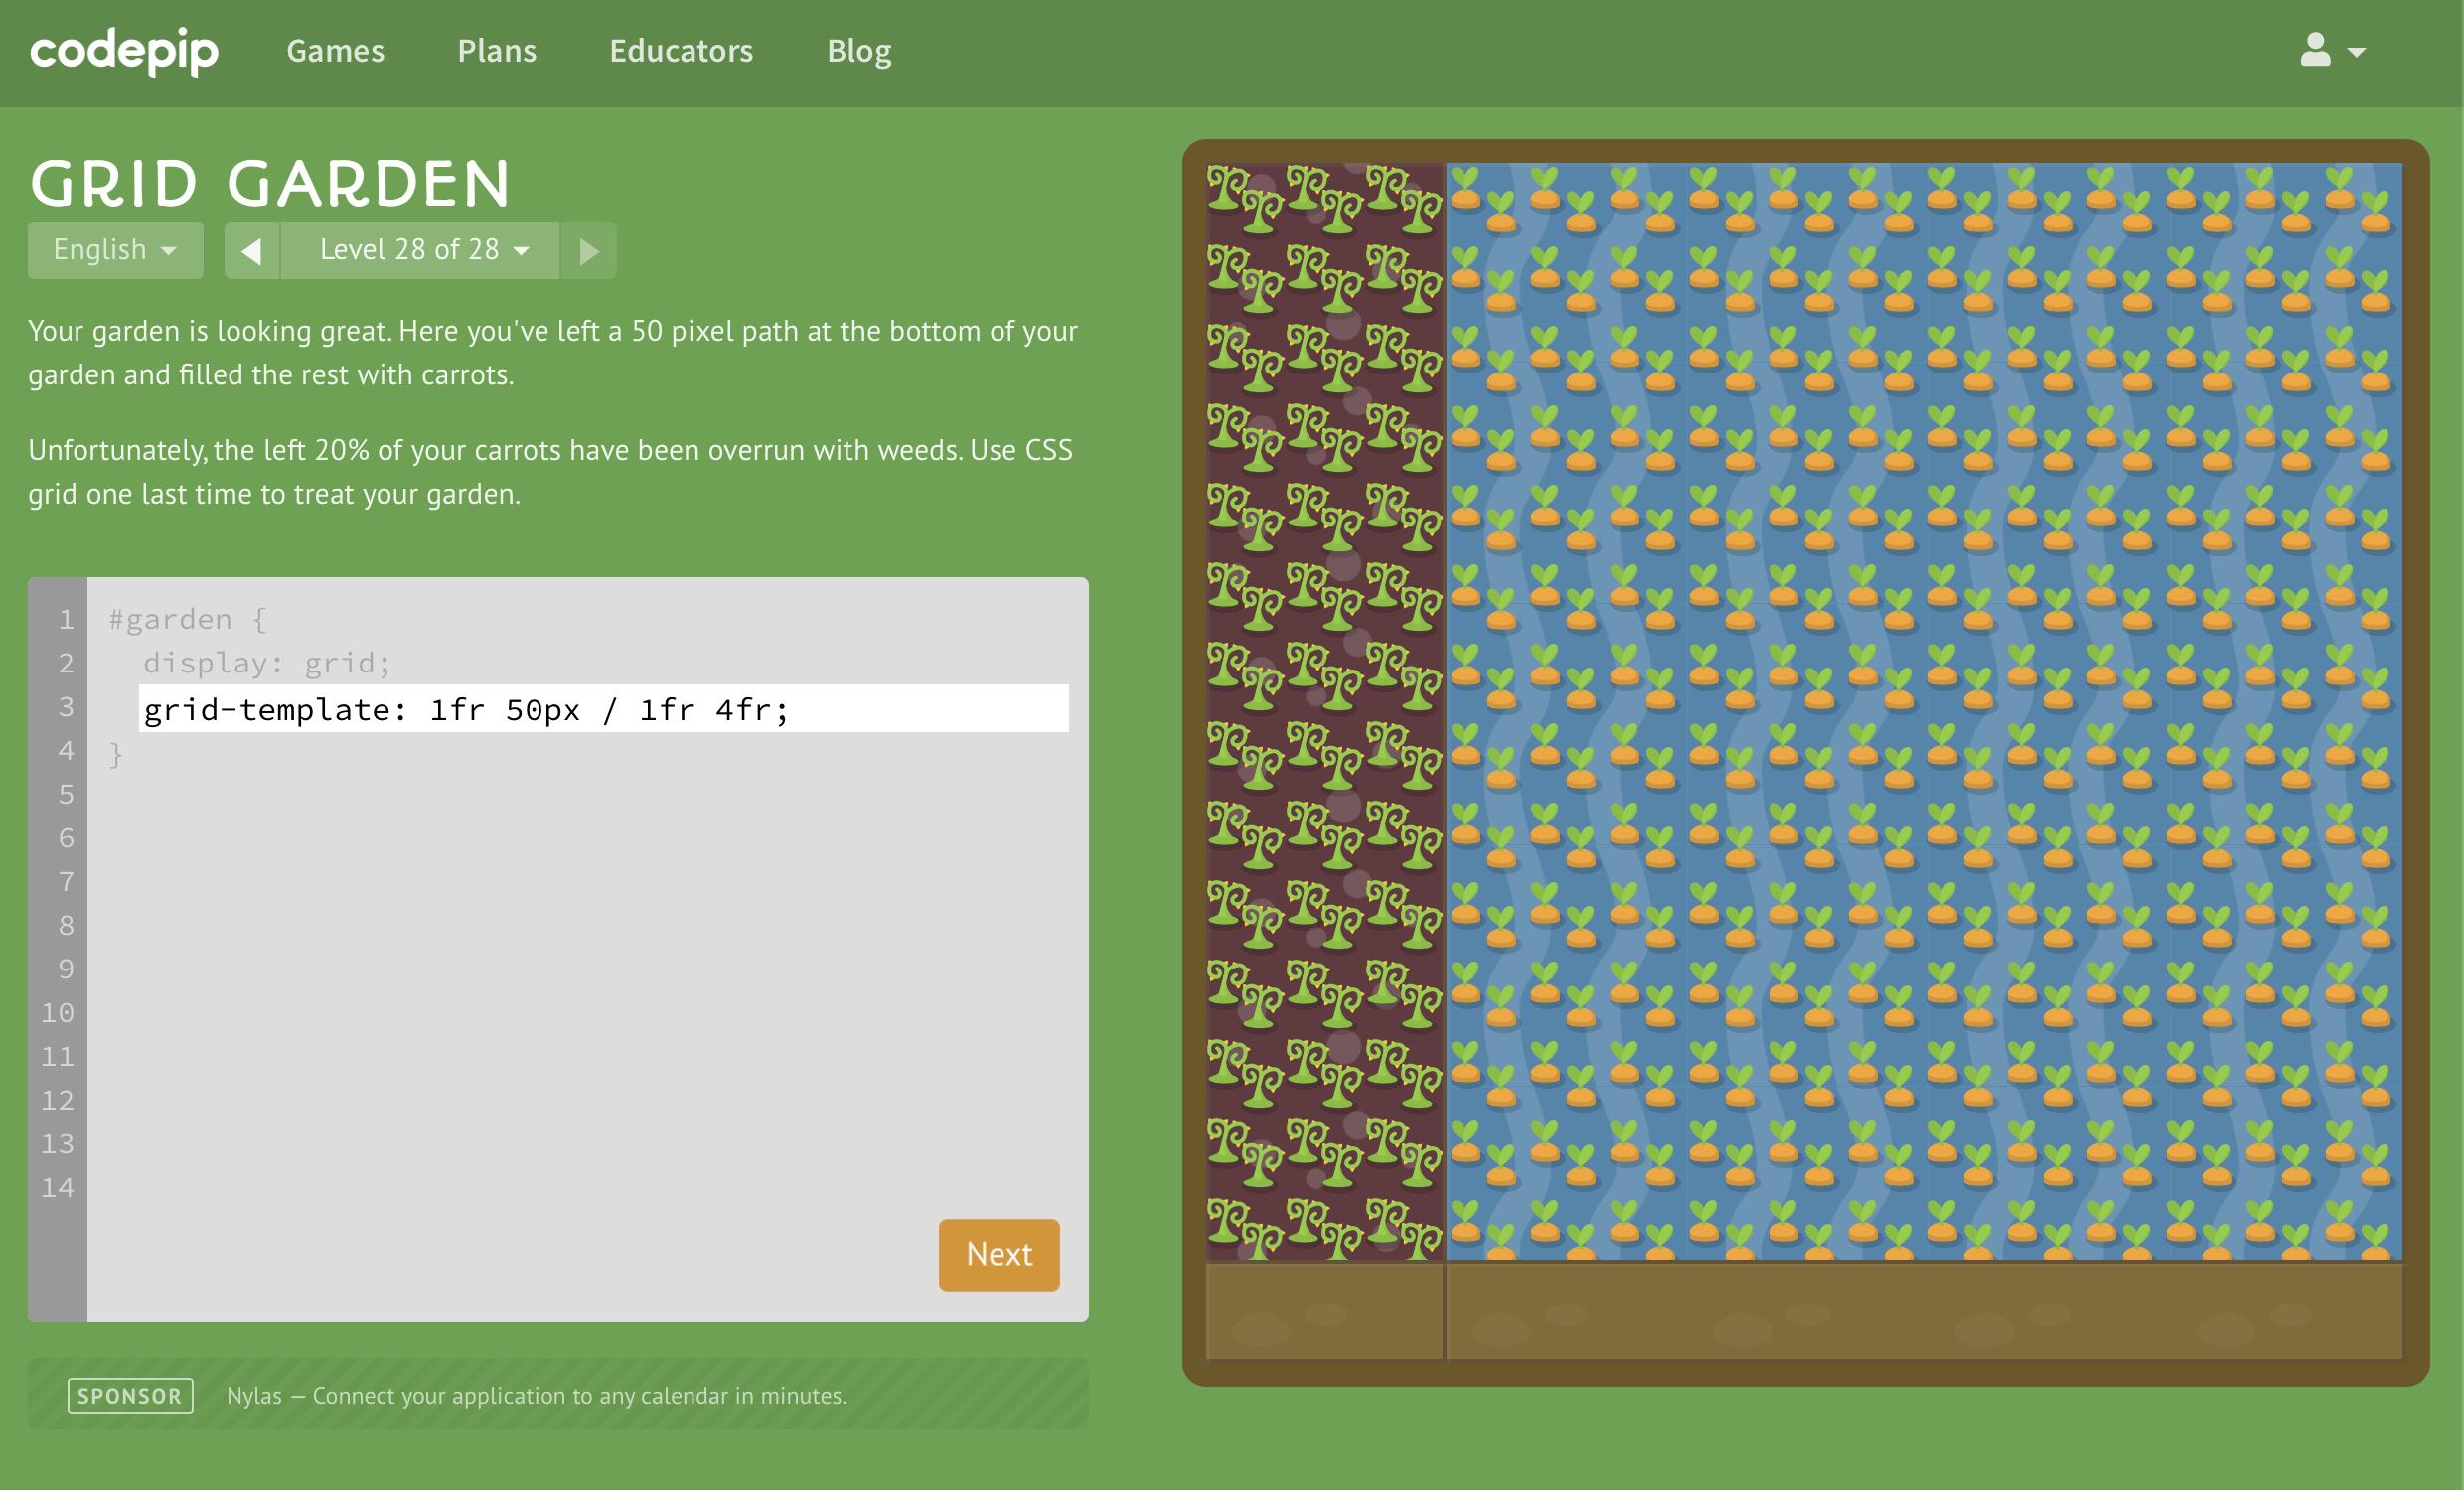 codepip
Games
Plans
Educators
Blog
GRID GARDEN
English
Level 28 of 28
Your garden is looking great. Here you've left a 50 pixel path at the bottom of your
garden and filled the rest with carrots.
Unfortunately, the left 20% of your carrots have been overrun with weeds. Use CSS
grid one last time to treat your garden.
1 #garden {
2 display: grid;
3 grid-template: 1fr 50px / 1fr 4fr;
4 }
5
6
7
8
9
10
11
12
13
14
Next
SPONSOR Nylas — Connect your application to any calendar in minutes.